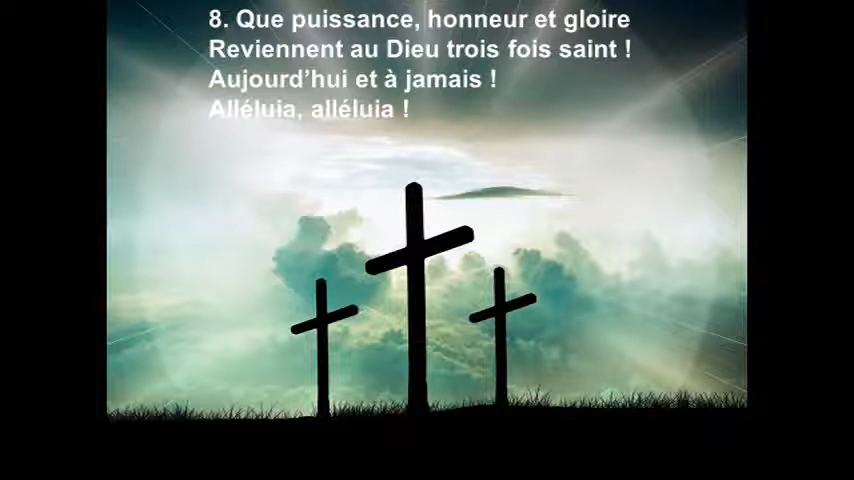 8. Que puissance, honneur et gloire
Reviennent au Dieu trois fois saint !
Aujourd’hui et à jamais !
Alléluia, alléluia !